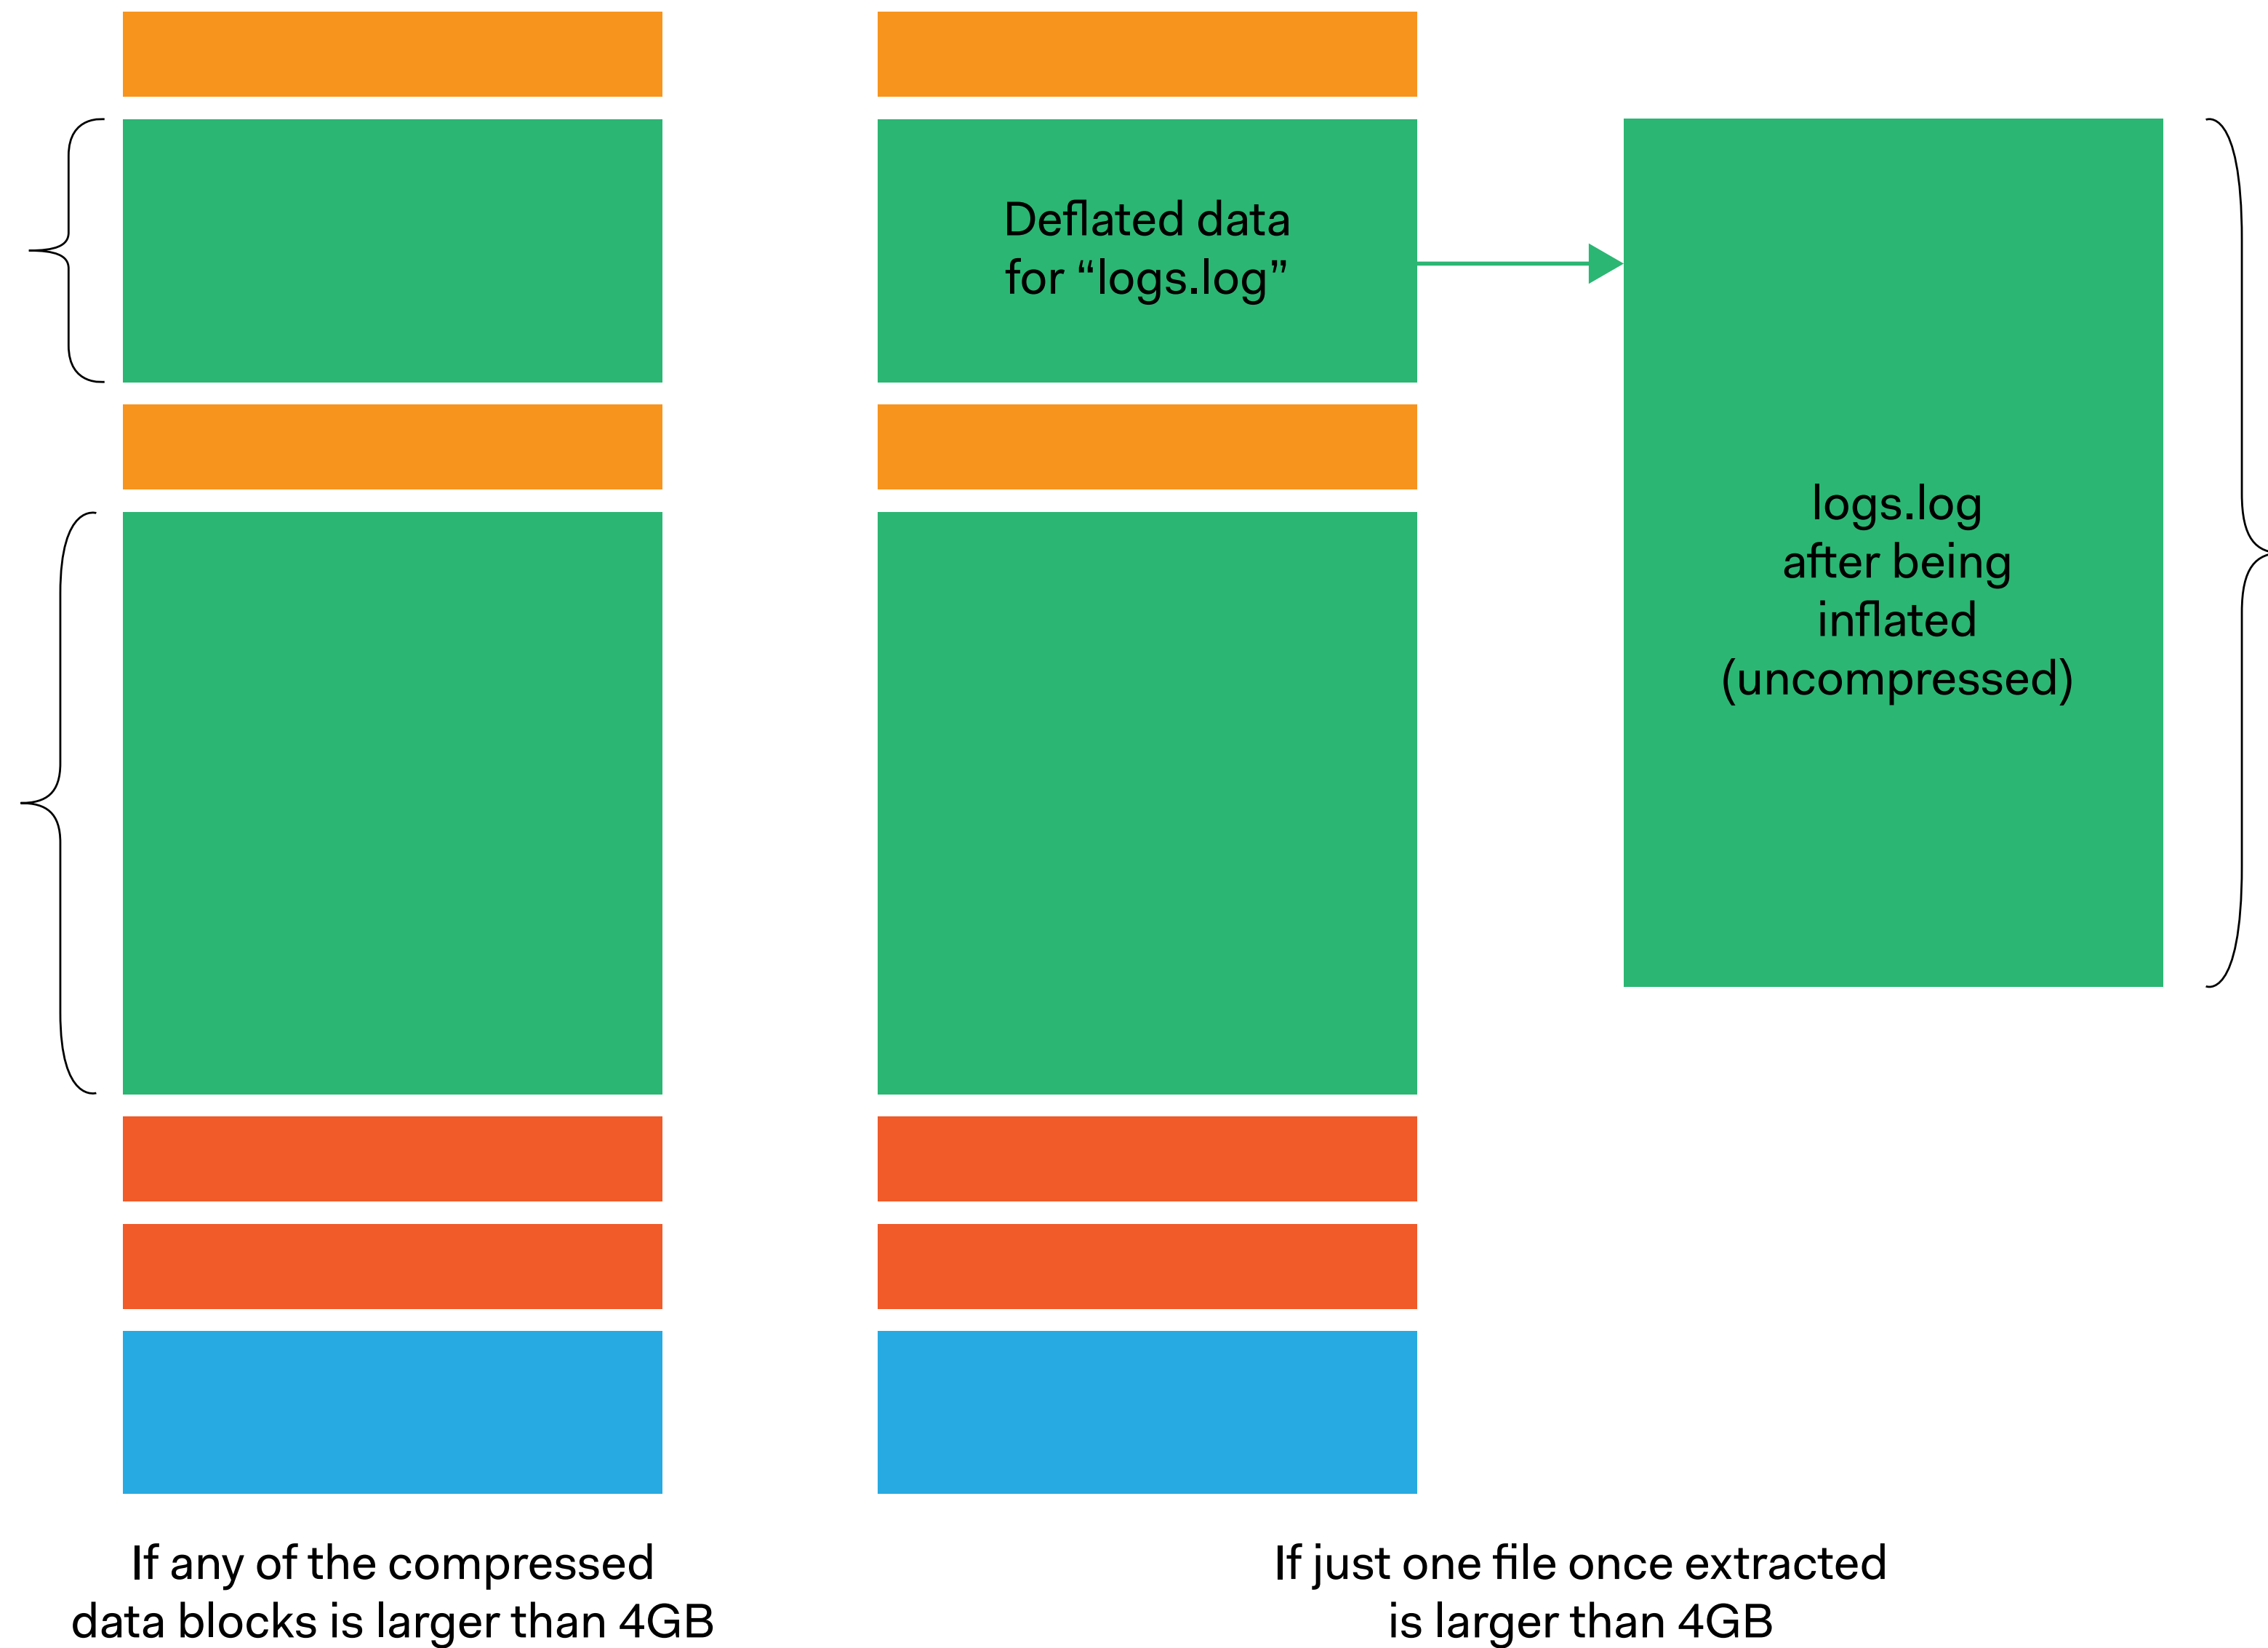 Deflated data
for “logs.log”
logs.log
after being
inflated
(uncompressed)
If any of the compressed
data blocks is larger than 4GB
If just one file once extracted
is larger than 4GB